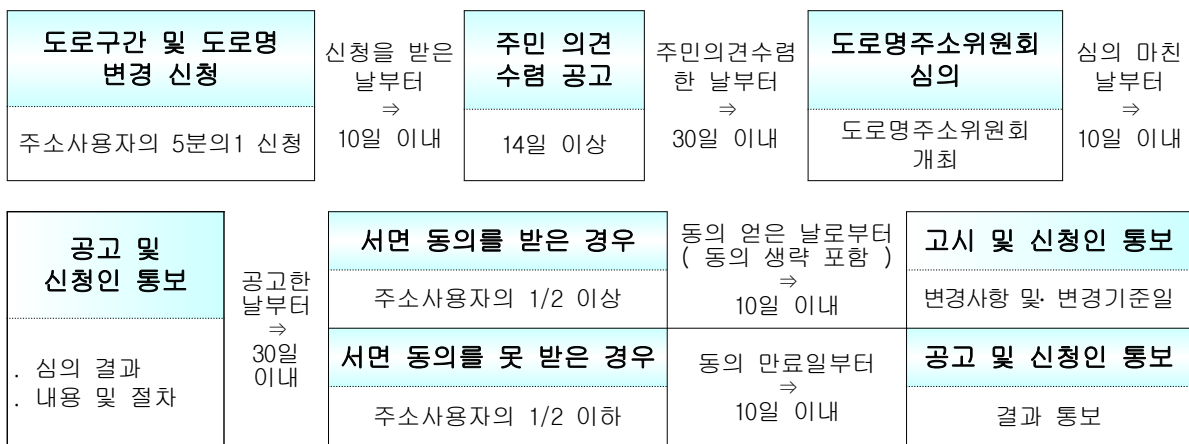 도로구간 및 도로명
변경 신청
주소사용자의 5분의1 신청
신청을 받은
날부터
⇒
10일 이내
주민 의견
수렴 공고
14일 이상
주민의견수렴
한 날부터
⇒
30일 이내
도로명주소위원회
심의
도로명주소위원회
개최
심의 마친
날부터
⇒
10일 이내
공고 및
신청인 통보
. 심의 결과
. 내용 및 절차
공고한
날부터
⇒
30일
이내
서면 동의를 받은 경우
주소사용자의 1/2 이상
동의 얻은 날로부터
( 동의 생략 포함 )
⇒
10일 이내
고시 및 신청인 통보
변경사항 및· 변경기준일
서면 동의를 못 받은 경우
주소사용자의 1/2 이하
동의 만료일부터
⇒
10일 이내
공고 및 신청인 통보
결과 통보